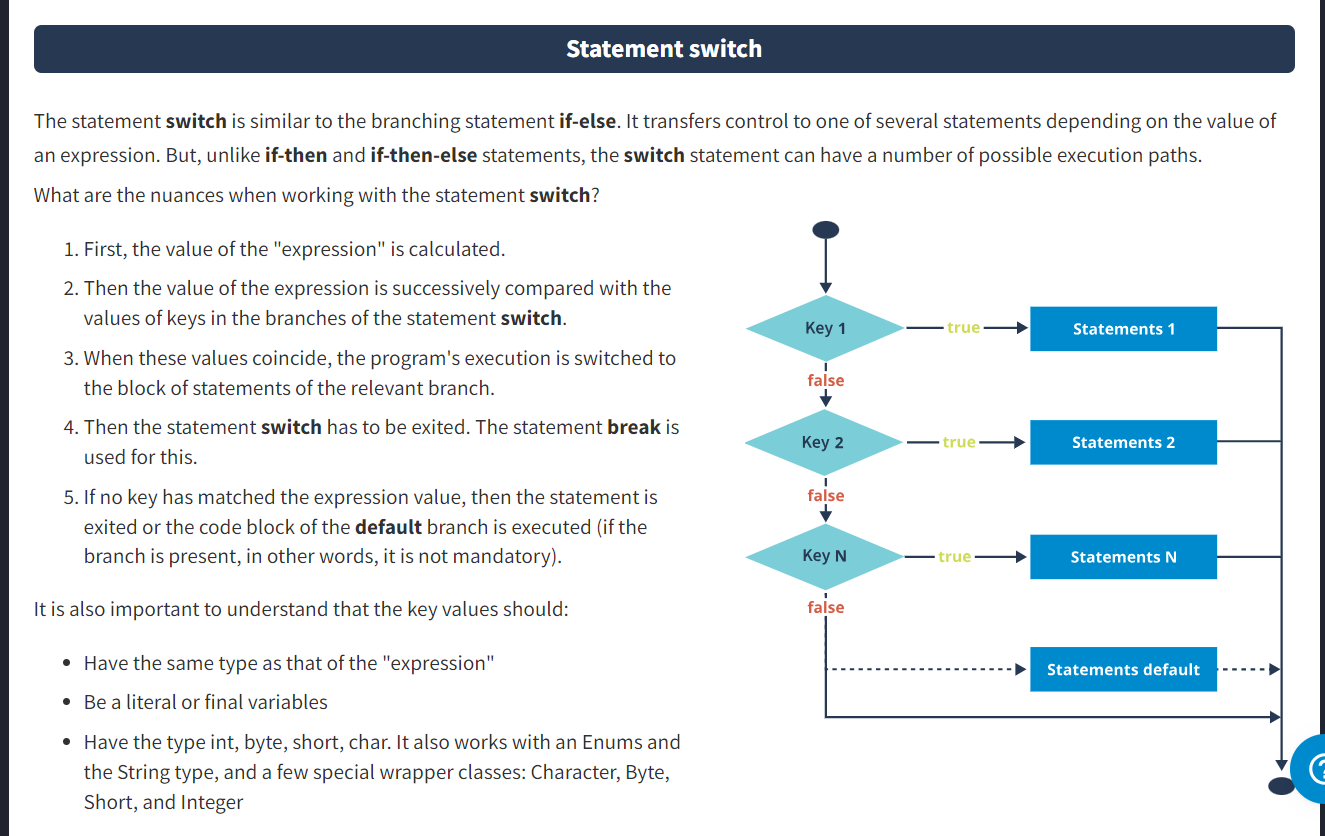 Statement switch
The statement switch is similar to the branching statement if-else. It transfers control to one of several statements depending on the value of
an expression. But, unlike if-then and if-then-else statements, the switch statement can have a number of possible execution paths.
What are the nuances when working with the statement switch?
1. First, the value of the "expression" is calculated.
2. Then the value of the expression is successively compared with the
values of keys in the branches of the statement switch.
3. When these values coincide, the program's execution is switched to
the block of statements of the relevant branch.
4. Then the statement switch has to be exited. The statement break is
used for this.
5. If no key has matched the expression value, then the statement is
exited or the code block of the default branch is executed (if the
branch is present, in other words, it is not mandatory).
It is also important to understand that the key values should:
• Have the same type as that of the "expression"
• Be a literal or final variables
• Have the type int, byte, short, char. It also works with an Enums and
the String type, and a few special wrapper classes: Character, Byte,
Short, and Integer
Key 1 true Statements 1
false
Key 2 true Statements 2
false
Key N true Statements N
false
Statements default
?